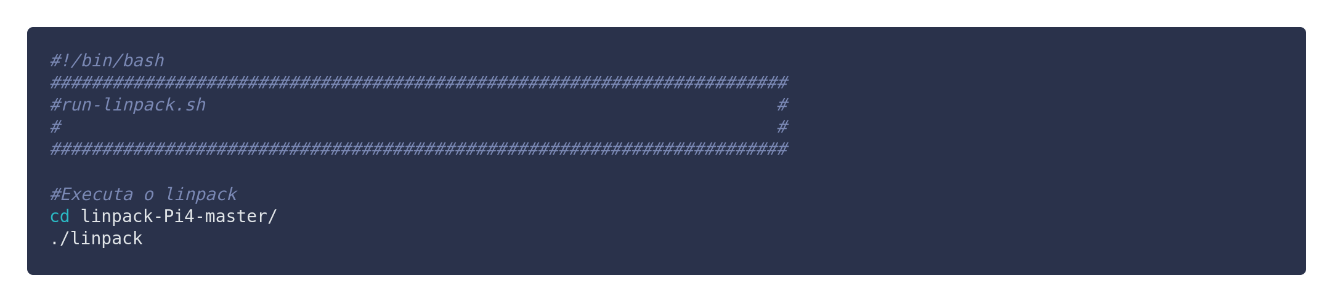 #!/bin/bash
#######################################################################
#run-linpack.sh                                                       #
#                                                                     #
#######################################################################
#Executa o linpack
cd linpack-Pi4-master/
./linpack